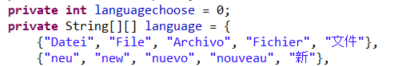 private int languagechoose = 0;
private String[][] language = {
{"Datei", "File", "Archivo", "Fichier", "文件"},
{"neu", "new", "nuevo", "nouveau", "新"},